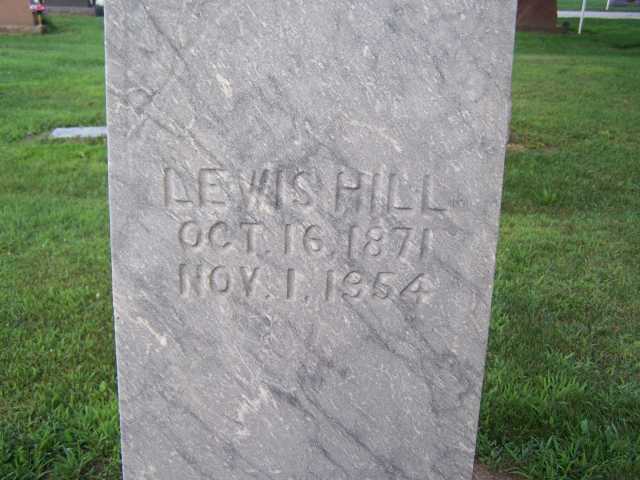 LEWIS HILL
OCT. 16, 1871
NOV. 1, 1954